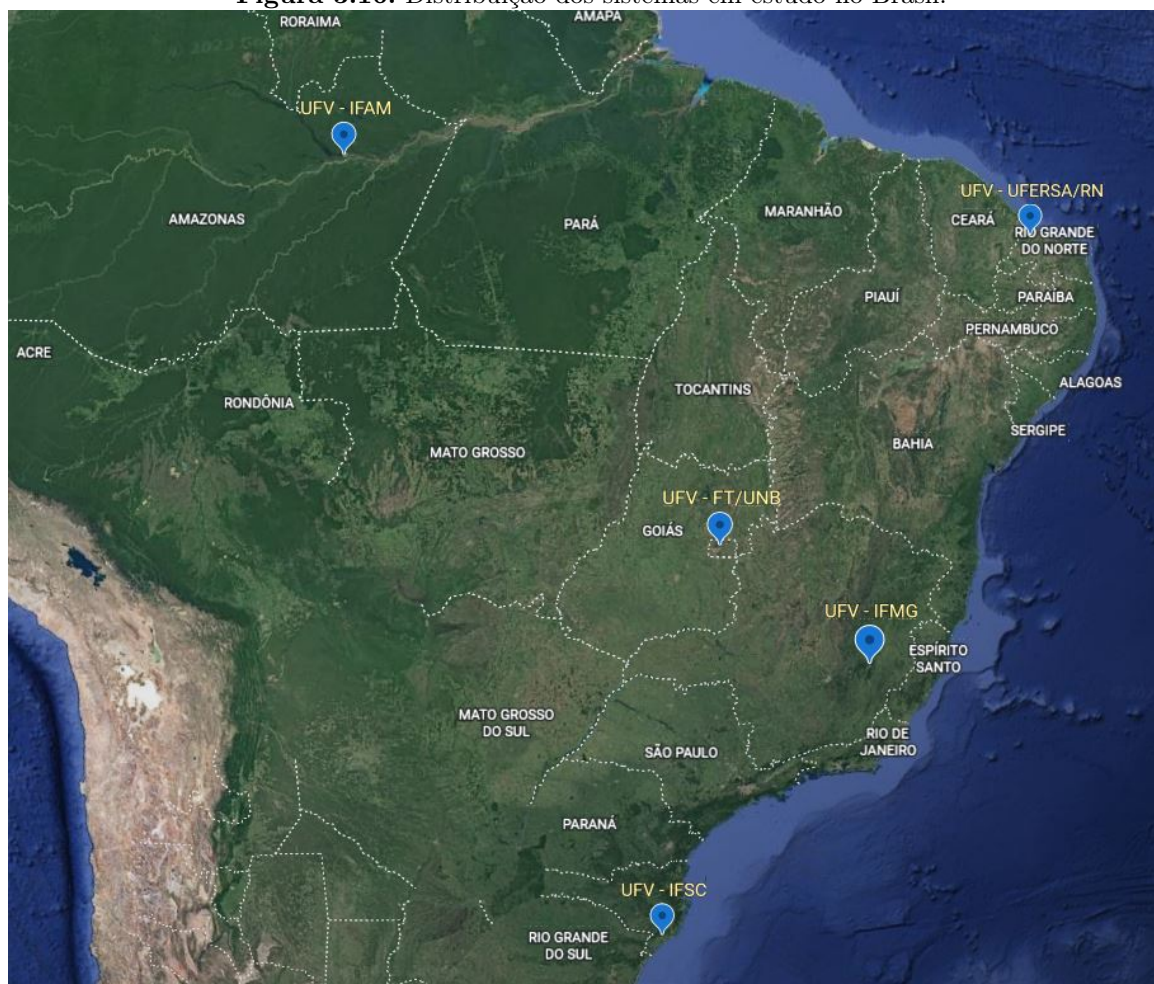 Figura 3.10: Distribuição dos sistemas em estudo no Brasil.
RORAIMA
AMAPÁ
UFV - IFAM
AMAZONAS
PARÁ
MARANHÃO
CEARÁ
UFV - UFERSA/RN
RIO GRANDE
DO NORTE
PIAUÍ
PARAÍBA
PERNAMBUCO
ACRE
RONDÔNIA
TOCANTINS
ALAGOAS
SERGIPE
MATO GROSSO
BAHIA
UFV - FT/UNB
GOIÁS
UFV - IFMG
ESPÍRITO
SANTO
MATO GROSSO
DO SUL
SÃO PAULO
RIO DE
JANEIRO
PARANÁ
UFV - IFSC
RIO GRANDE
DO SUL